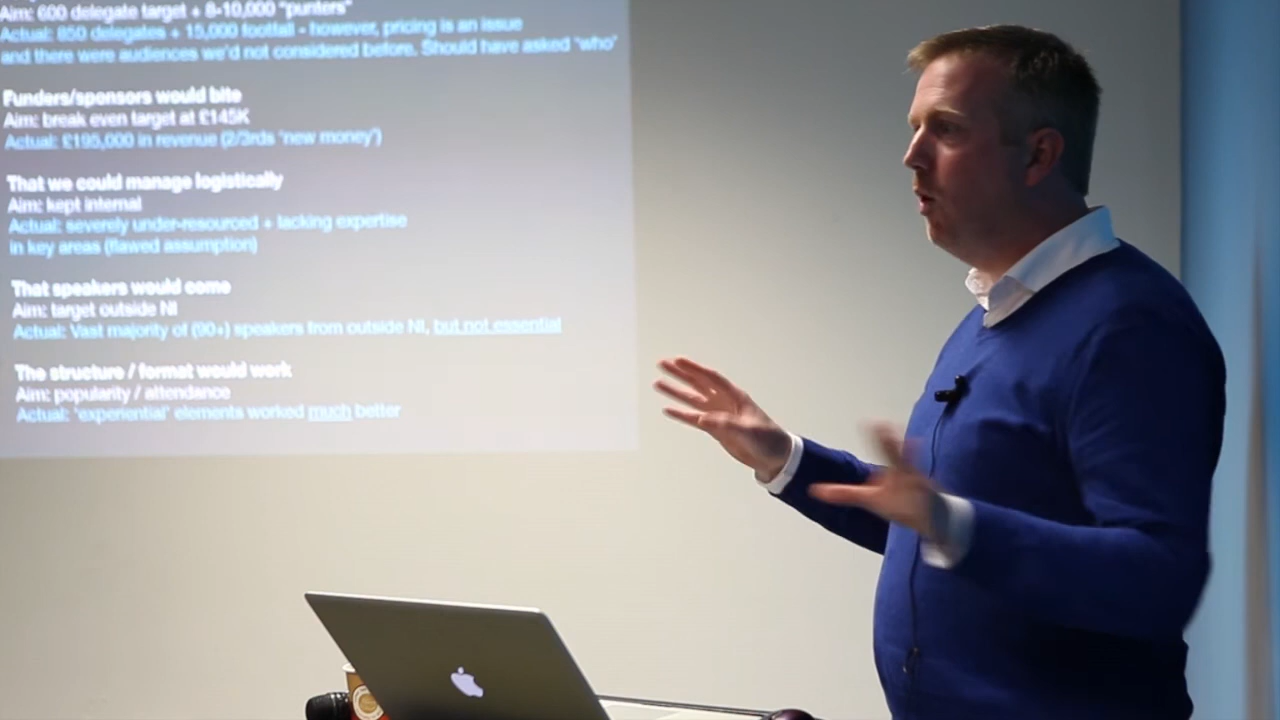 Aim: 600 delegate target + 8-10,000 "punters"
Actual: 850 delegates + 15,000 footfall - however, pricing is an issue
and there were audiences we'd not considered before. Should have asked 'who'
Funders/sponsors would bite
Aim: break even target at £145K
Actual: £195,000 in revenue (2/3rds 'new money')
That we could manage logistically
Aim: kept internal
Actual: severely under-resourced + lacking expertise
in key areas (flawed assumption)
That speakers would come
Aim: target outside NI
Actual: Vast majority of (90+) speakers from outside NI, but not essential
The structure / format would work
Aim: popularity / attendance
Actual: 'experiential' elements worked much better